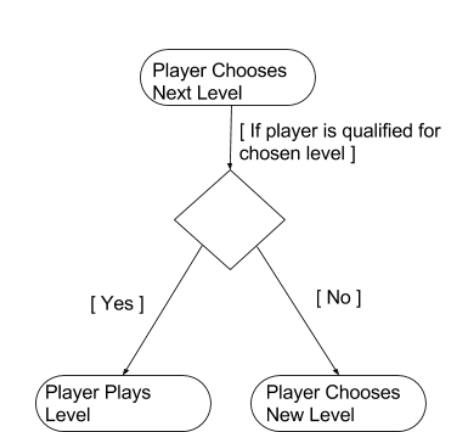 Player Chooses
Next Level
[ If player is qualified for
chosen level ]
[ Yes ]
[ No ]
Player Plays
Level
Player Chooses
New Level